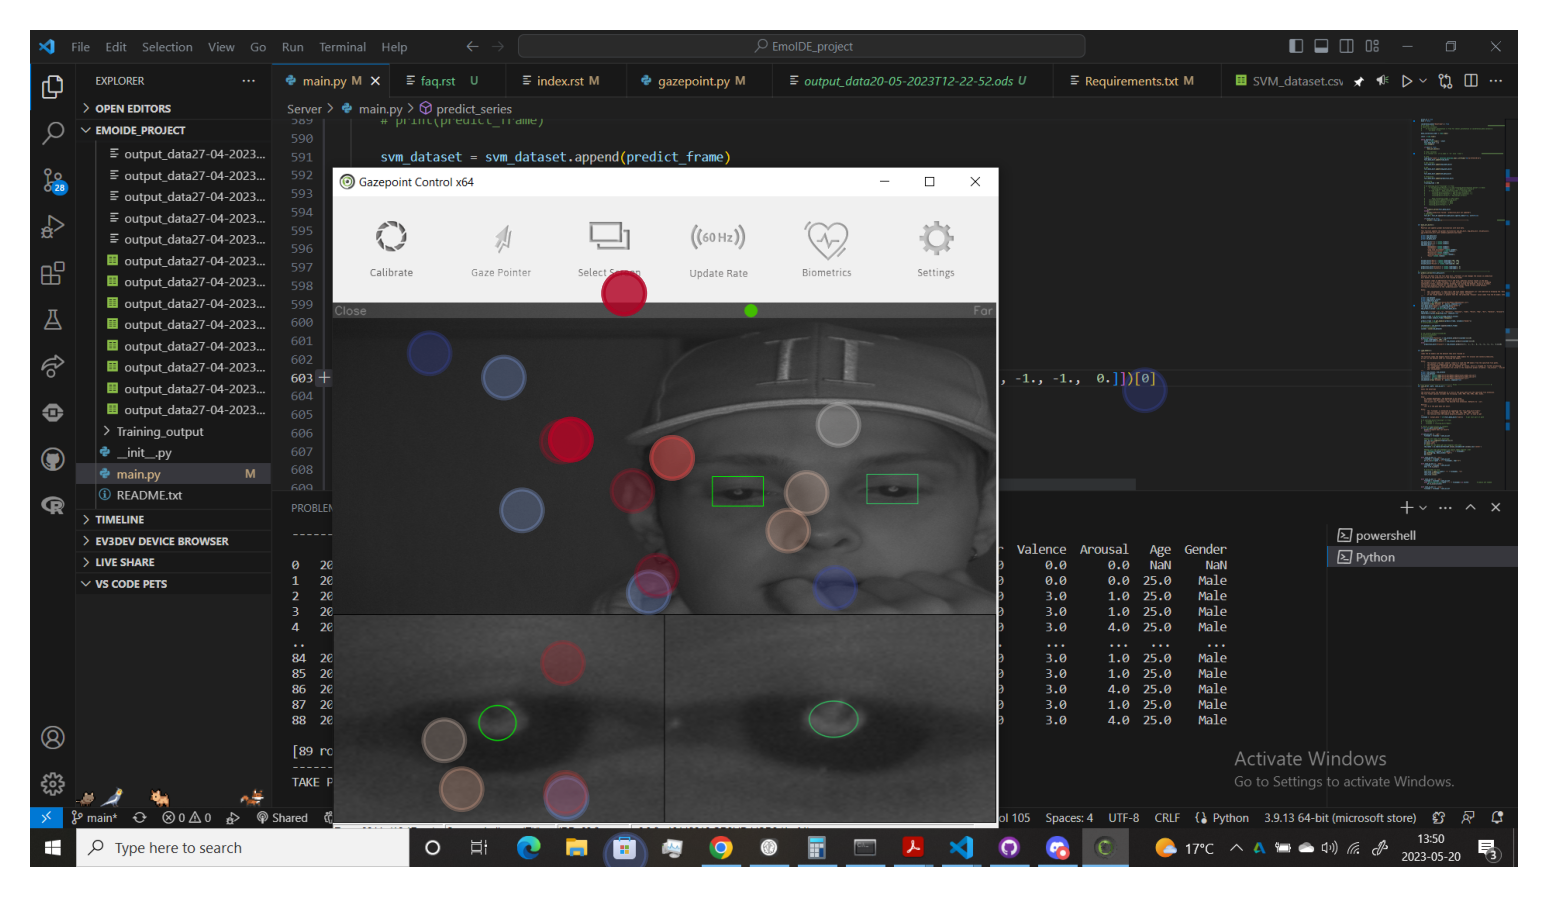 File Edit Selection View Go Run Terminal Help
EmoIDE_project
EXPLORER
main.py M
faq.rst U
index.rst M
gazepoint.py M
output_data20-05-2023T12-22-52.ods U
Requirements.txt M
SVM_dataset.csv
OPEN EDITORS
Server > main.py > predict_series
EMOIDE_PROJECT
output_data27-04-2023...
output_data27-04-2023...
output_data27-04-2023...
output_data27-04-2023...
output_data27-04-2023...
output_data27-04-2023...
output_data27-04-2023...
output_data27-04-2023...
output_data27-04-2023...
output_data27-04-2023...
output_data27-04-2023...
output_data27-04-2023...
output_data27-04-2023...
Training_output
__init__.py
main.py M
README.txt
TIMELINE
EV3DEV DEVICE BROWSER
LIVE SHARE
VS CODE PETS
28
589 # print(predict_frame)
590
591 svm_dataset = svm_dataset.append(predict_frame)
592
593
594
595
596
597
598
599
600
601
602
603 , -1., -1., 0.]])[0]
604
605
606
607
608
609
Gazepoint Control x64
((60 Hz))
Calibrate Gaze Pointer Select Screen Update Rate Biometrics Settings
Close Far
PROBLEM
Valence Arousal Age Gender
0 20 0.0 0.0 NaN NaN
1 20 0.0 0.0 25.0 Male
2 20 3.0 1.0 25.0 Male
3 20 3.0 1.0 25.0 Male
4 20 3.0 4.0 25.0 Male
.. ... ... ... ...
84 20 3.0 1.0 25.0 Male
85 20 3.0 1.0 25.0 Male
86 20 3.0 4.0 25.0 Male
87 20 3.0 1.0 25.0 Male
88 20 3.0 4.0 25.0 Male
[89 ro
TAKE P
powershell
Python
Activate Windows
Go to Settings to activate Windows.
main* 0 0 Shared
ol 105 Spaces: 4 UTF-8 CRLF Python 3.9.13 64-bit (microsoft store)
Type here to search
17°C
13:50
2023-05-20
3